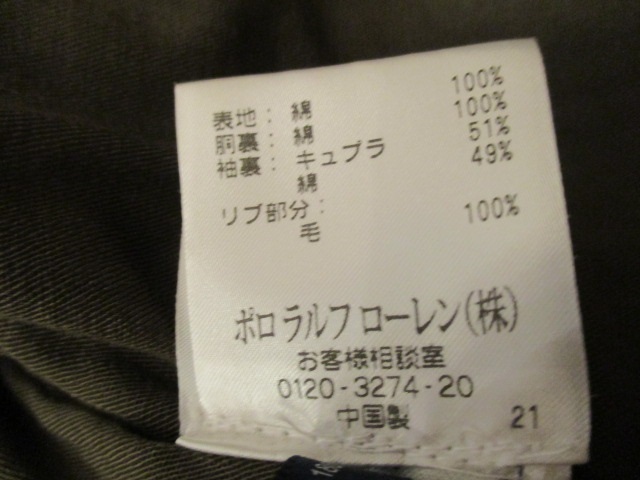 表地: 綿 100%
胴裏: 綿 100%
袖裏: キュプラ 51%
綿 49%
リブ部分:
毛 100%
ポロ ラルフ ローレン(株)
お客様相談室
0120-3274-20
中国製 21